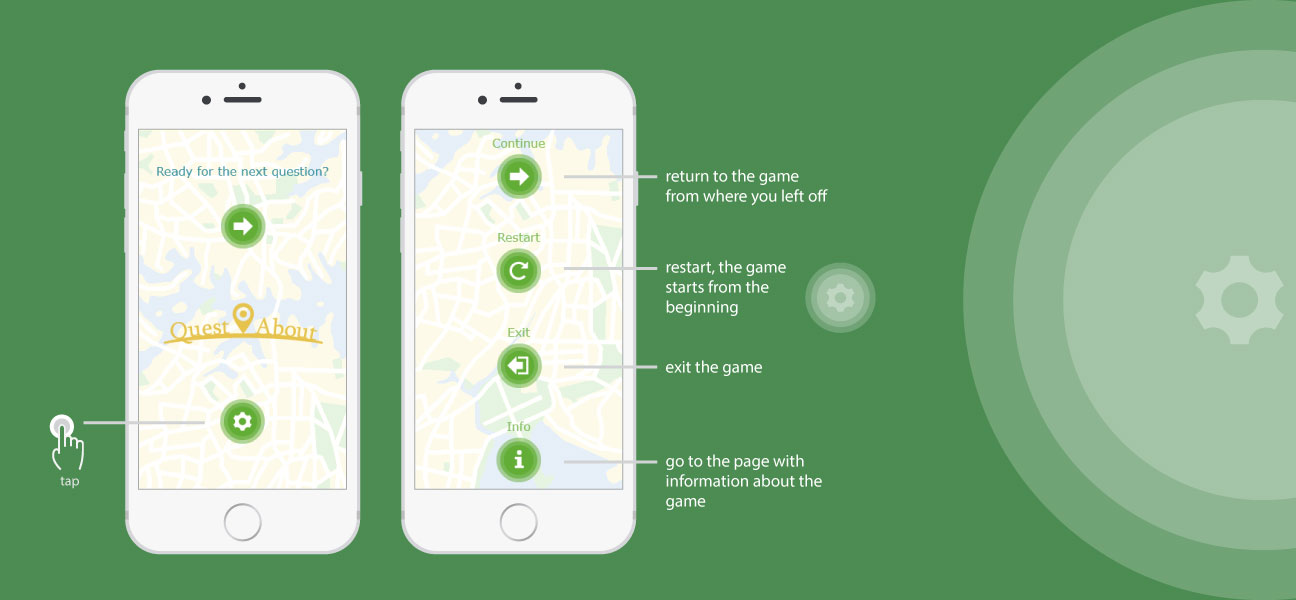 Ready for the next question?
Quest About
tap
Continue
Restart
Exit
Info
return to the game
from where you left off
restart, the game
starts from the
beginning
exit the game
go to the page with
information about the
game